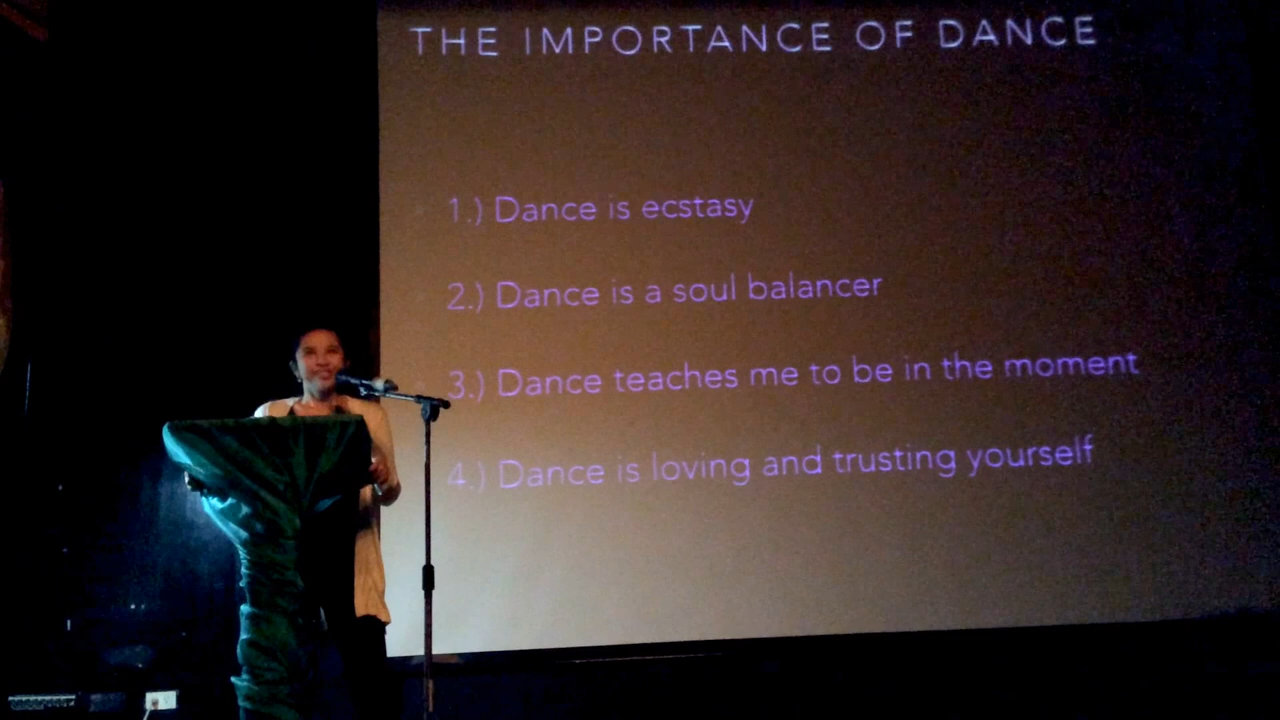 THE IMPORTANCE OF DANCE
1.) Dance is ecstasy
2.) Dance is a soul balancer
3.) Dance teaches me to be in the moment
4.) Dance is loving and trusting yourself